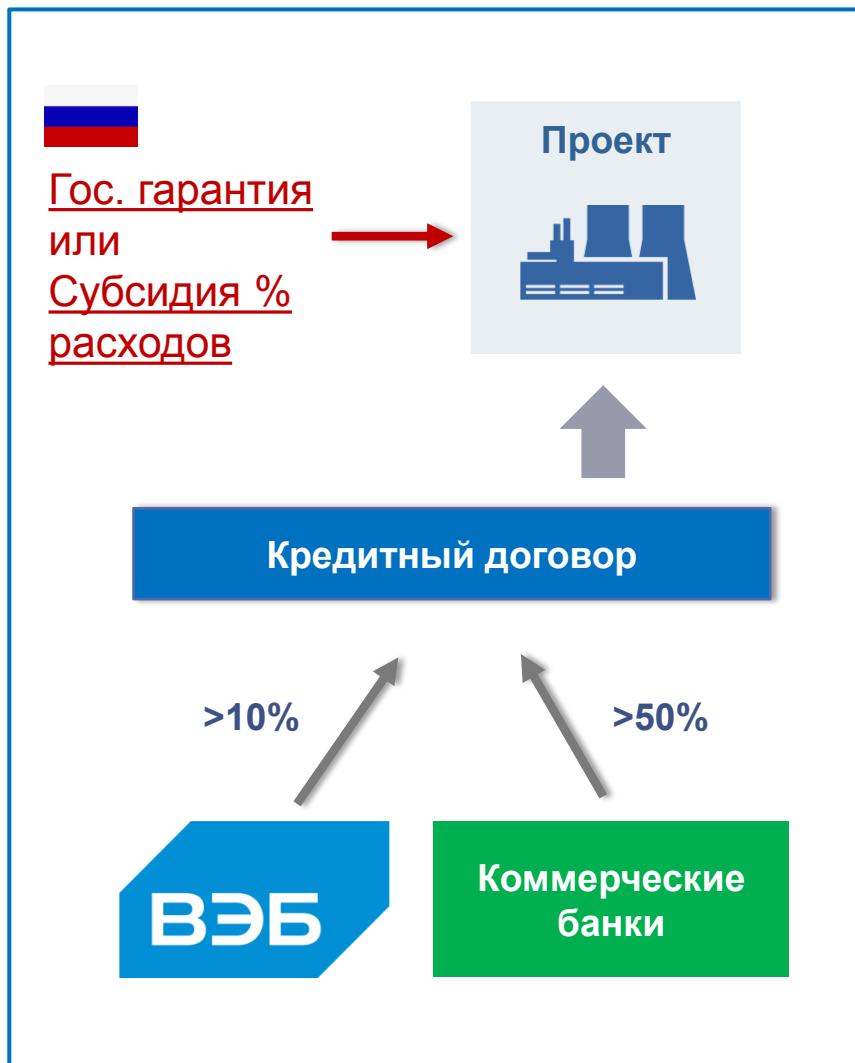 Проект
Гос. гарантия
или
Субсидия %
расходов
Кредитный договор
>10%
>50%
ВЭБ
Коммерческие
банки